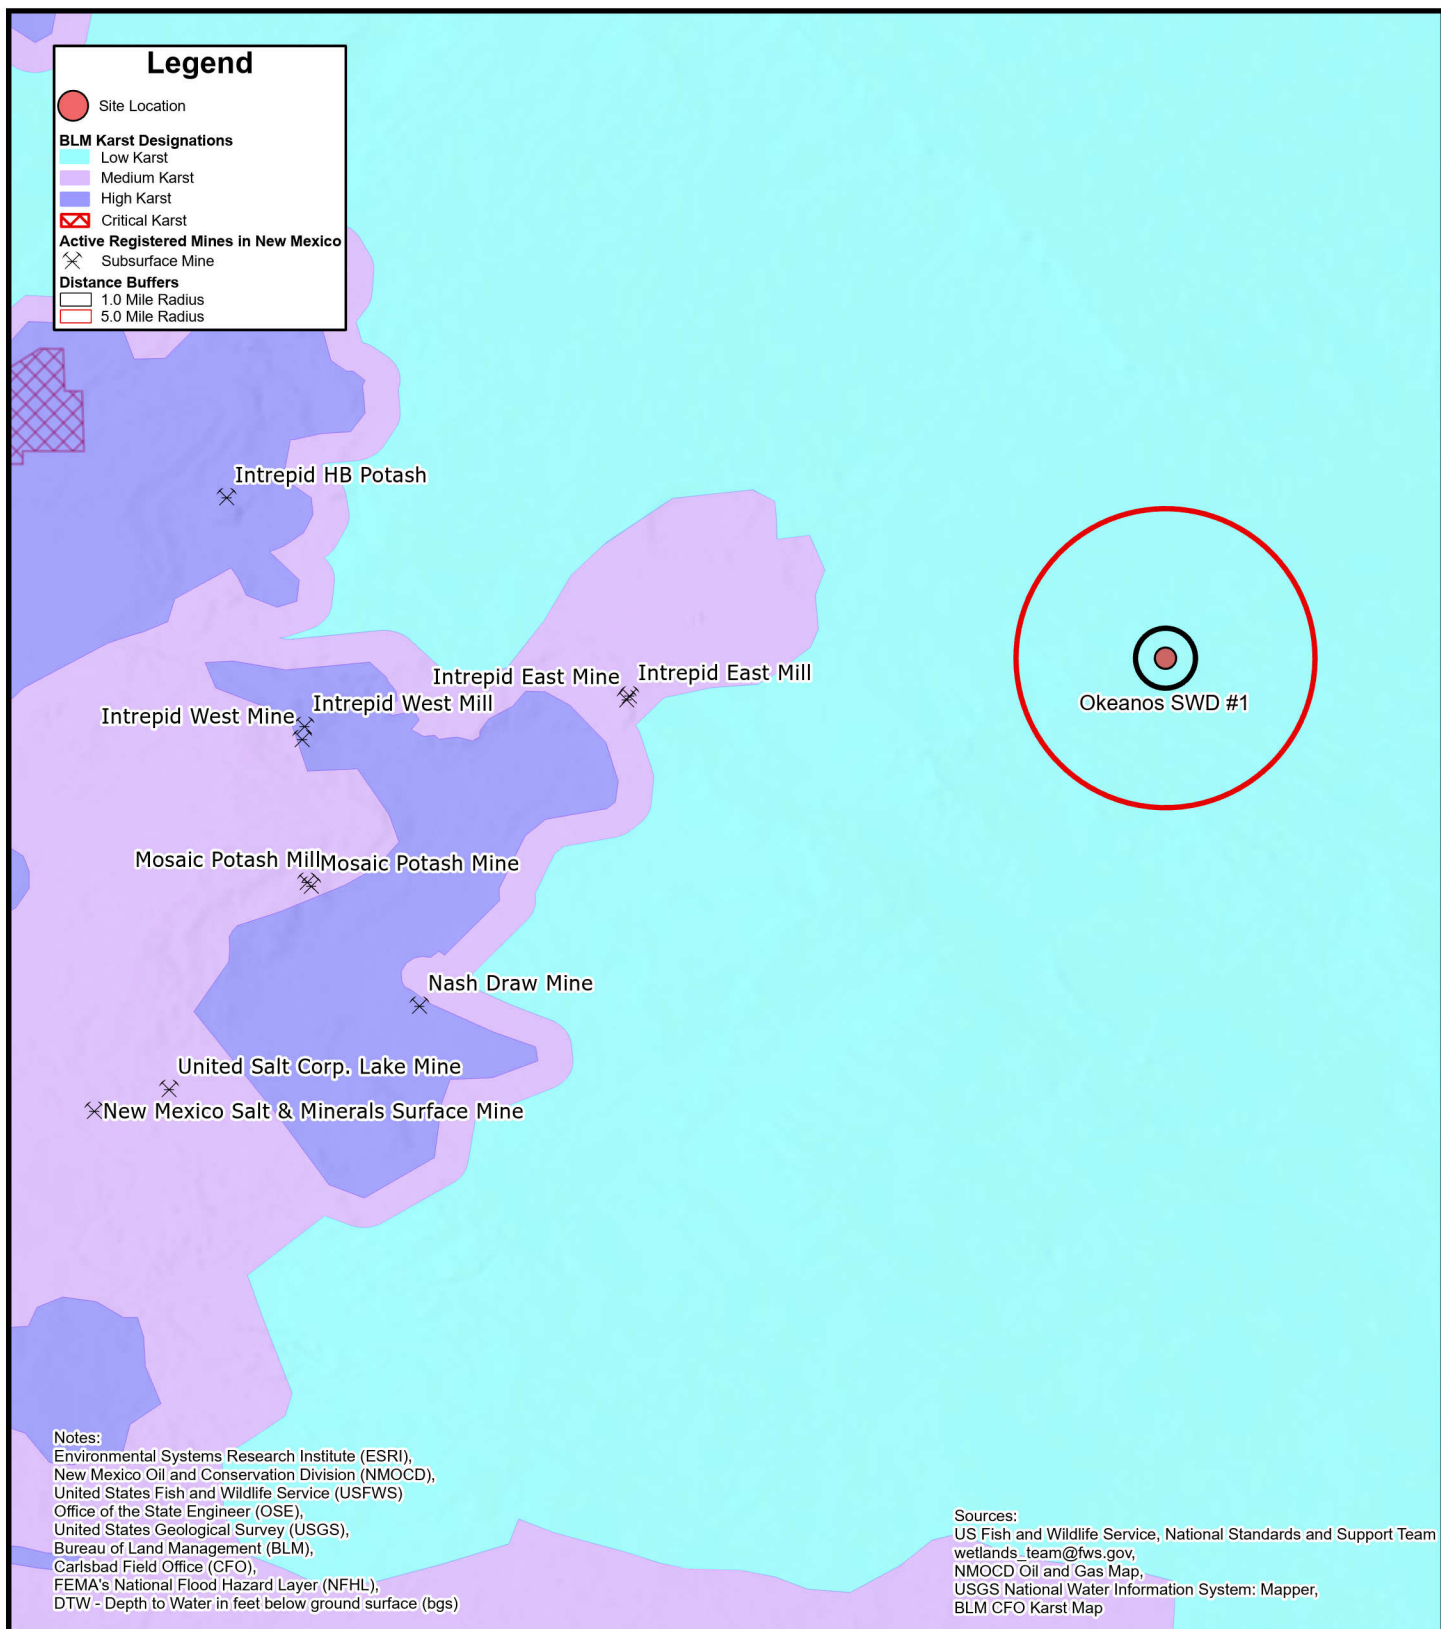 Legend
Site Location
BLM Karst Designations
Low Karst
Medium Karst
High Karst
Critical Karst
Active Registered Mines in New Mexico
Subsurface Mine
Distance Buffers
1.0 Mile Radius
5.0 Mile Radius
Intrepid HB Potash
Intrepid East Mine
Intrepid East Mill
Okeanos SWD #1
Intrepid West Mine
Intrepid West Mill
Mosaic Potash Mill
Mosaic Potash Mine
Nash Draw Mine
United Salt Corp. Lake Mine
New Mexico Salt & Minerals Surface Mine
Notes:
Environmental Systems Research Institute (ESRI),
New Mexico Oil and Conservation Division (NMOCD),
United States Fish and Wildlife Service (USFWS)
Office of the State Engineer (OSE),
United States Geological Survey (USGS),
Bureau of Land Management (BLM),
Carlsbad Field Office (CFO),
FEMA's National Flood Hazard Layer (NFHL),
DTW - Depth to Water in feet below ground surface (bgs)
Sources:
US Fish and Wildlife Service, National Standards and Support Team
wetlands_team@fws.gov,
NMOCD Oil and Gas Map,
USGS National Water Information System: Mapper,
BLM CFO Karst Map